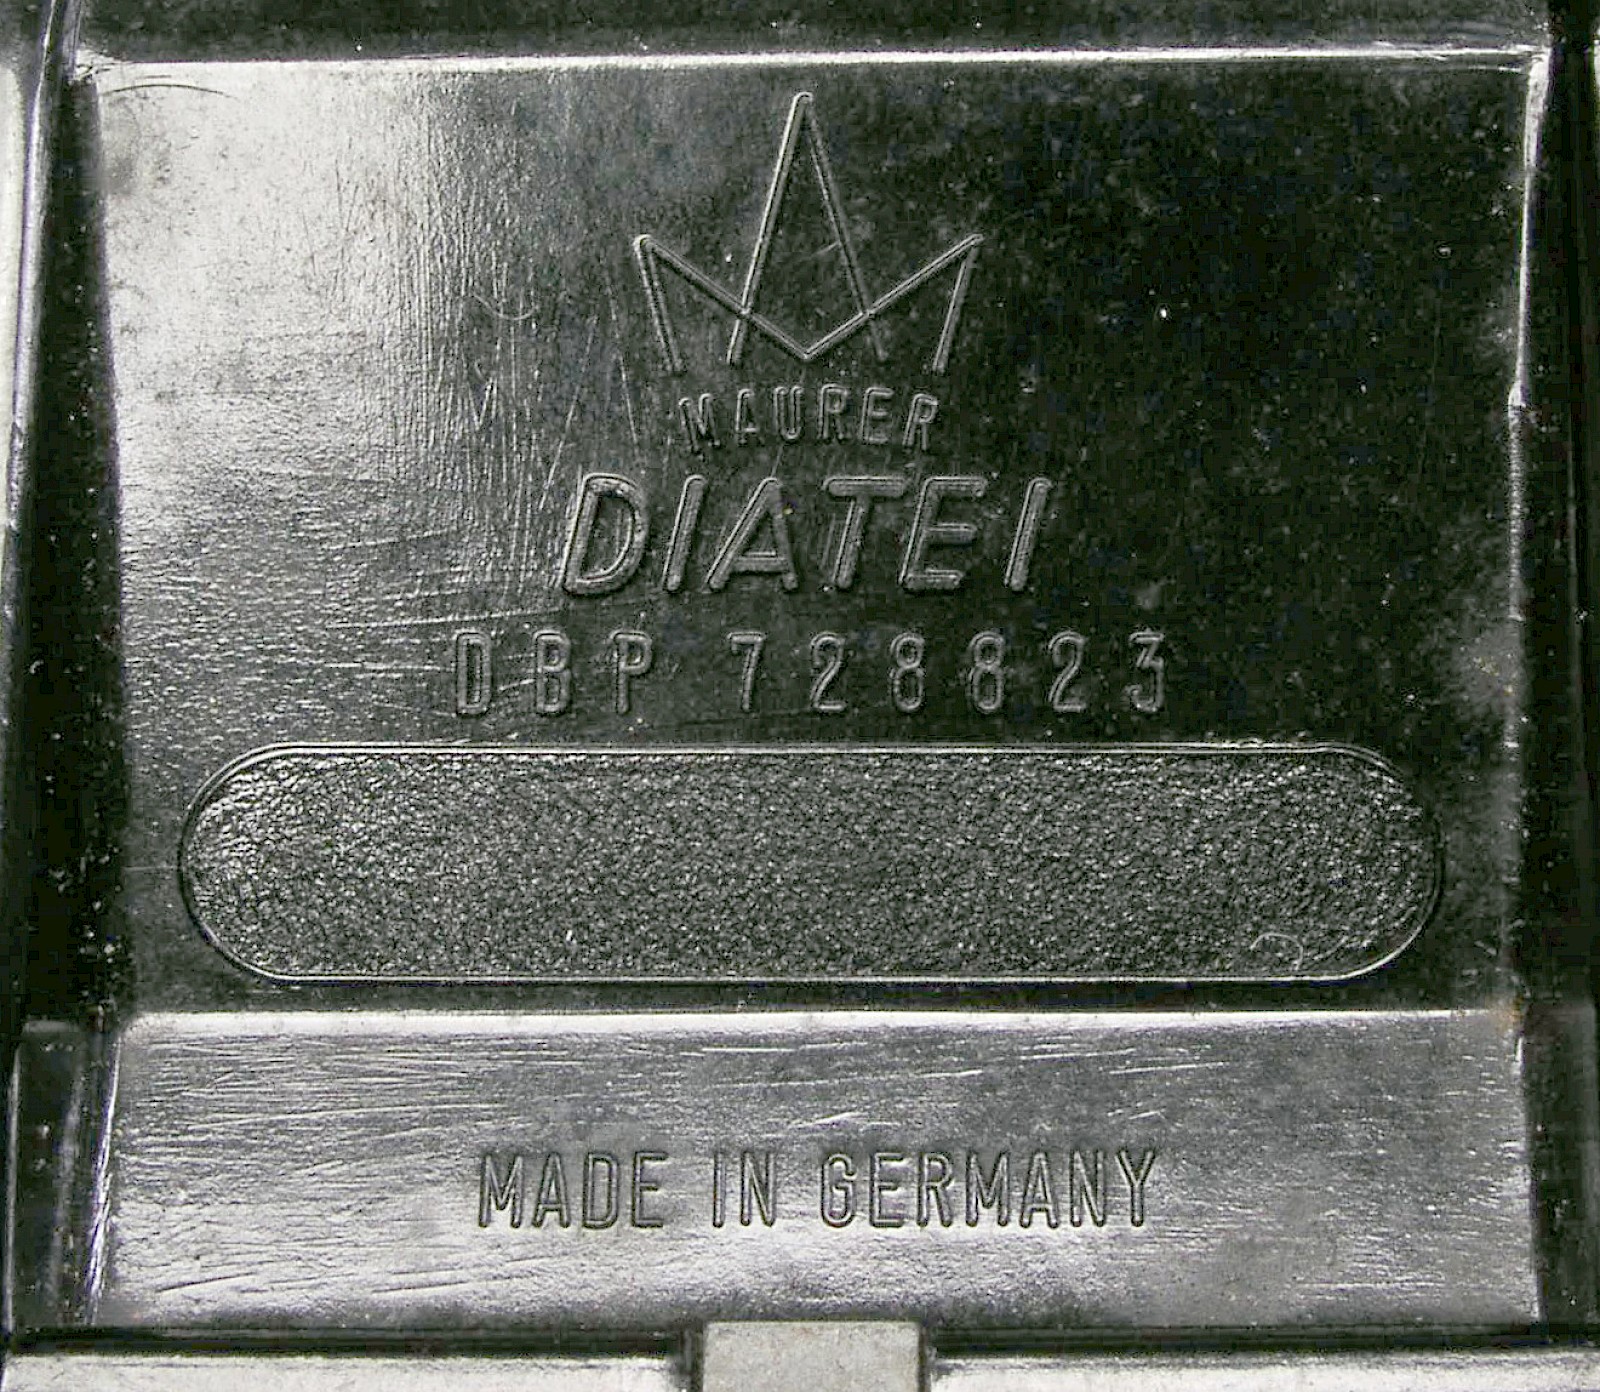 MAURER
DIATEI
DBP 728823
MADE IN GERMANY